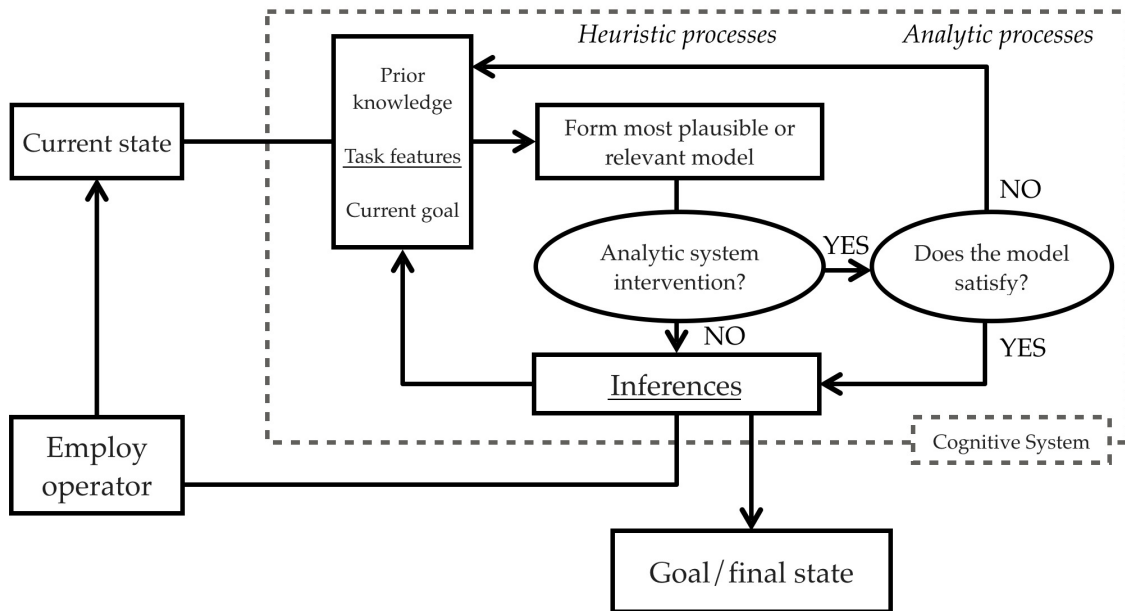 Heuristic processes
Analytic processes
Prior
knowledge
Task features
Current goal
Current state
Form most plausible or
relevant model
NO
Analytic system
intervention?
YES
Does the model
satisfy?
NO
YES
Inferences
Employ
operator
Cognitive System
Goal/final state